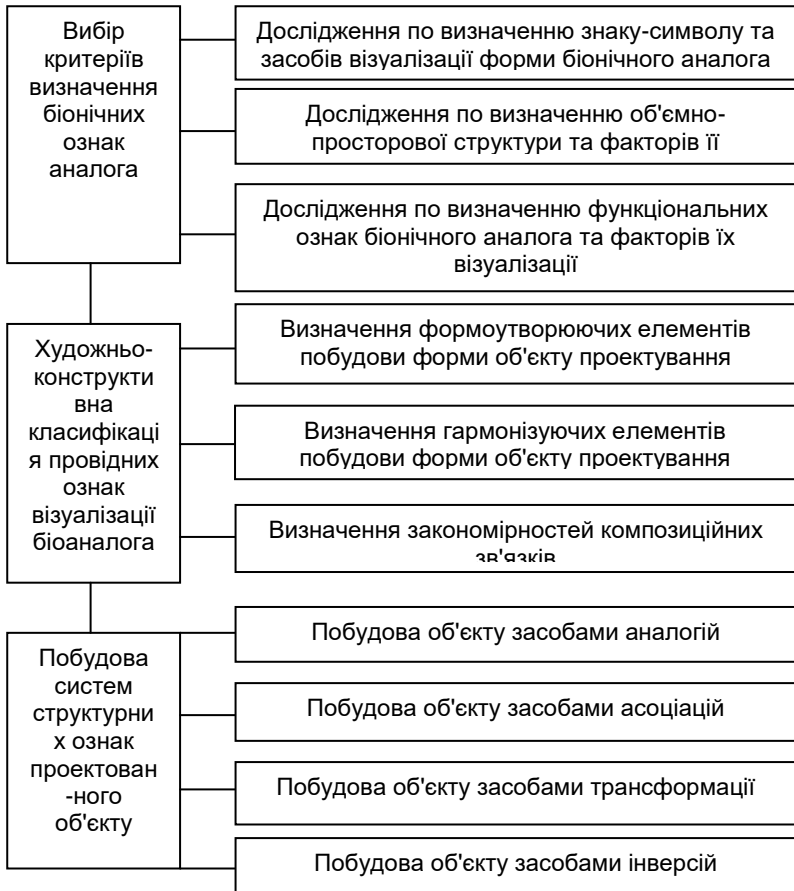 Вибір
критеріїв
визначення
біонічних
ознак
аналога
Дослідження по визначенню знаку-символу та
засобів візуалізації форми біонічного аналога
Дослідження по визначенню об'ємно-
просторової структури та факторів її
Дослідження по визначенню функціональних
ознак біонічного аналога та факторів їх
візуалізації
Художньо-
конструкти
вна
класифікаці
я провідних
ознак
візуалізації
біоаналога
Визначення формоутворюючих елементів
побудови форми об'єкту проектування
Визначення гармонізуючих елементів
побудови форми об'єкту проектування
Визначення закономірностей композиційних
зв'язків
Побудова
систем
структурни
х ознак
проектован
-ного
об'єкту
Побудова об'єкту засобами аналогій
Побудова об'єкту засобами асоціацій
Побудова об'єкту засобами трансформації
Побудова об'єкту засобами інверсій